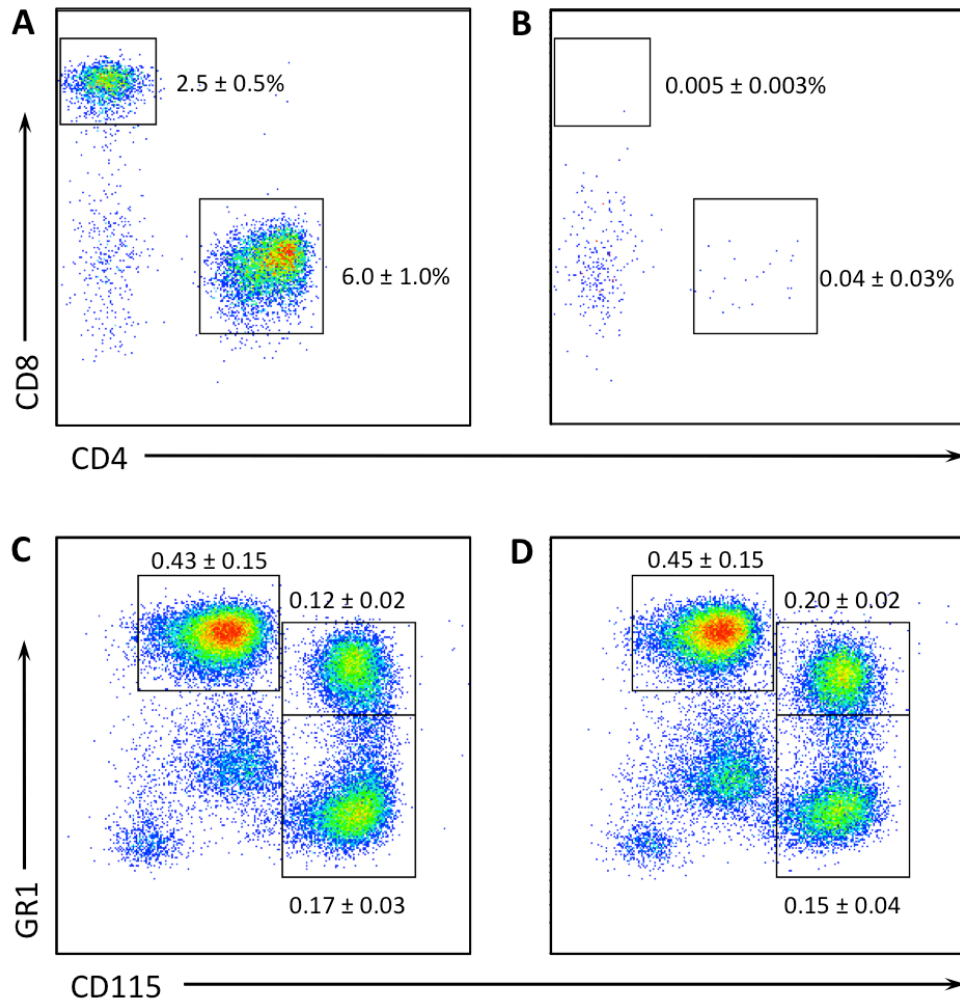 A
B
2.5 ± 0.5%
0.005 ± 0.003%
6.0 ± 1.0%
0.04 ± 0.03%
CD8
CD4
C
D
0.43 ± 0.15
0.45 ± 0.15
0.12 ± 0.02
0.20 ± 0.02
0.17 ± 0.03
0.15 ± 0.04
GR1
CD115